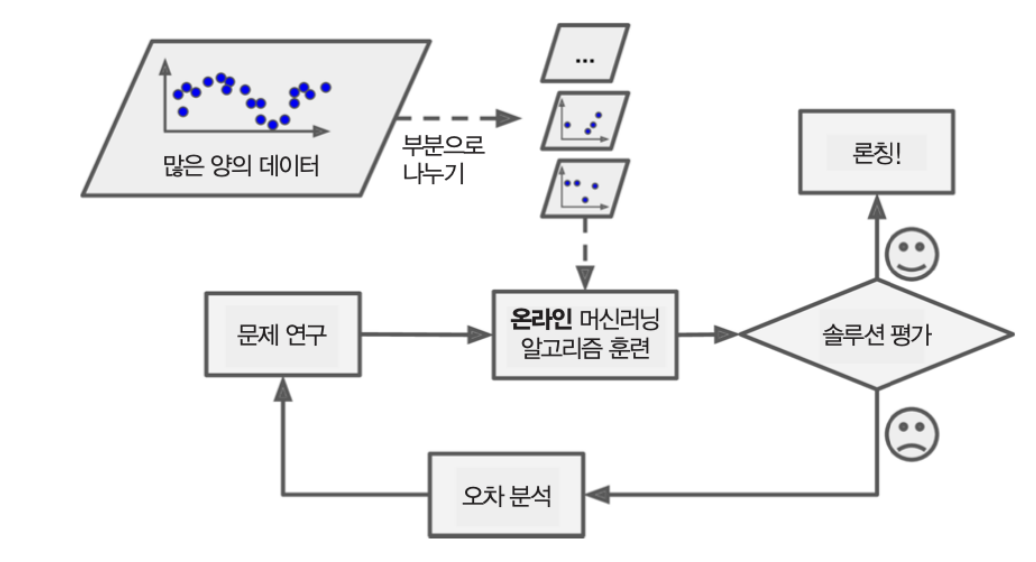 ...
많은 양의 데이터
부분으로
나누기
론칭!
문제 연구
온라인 머신러닝
알고리즘 훈련
솔루션 평가
오차 분석